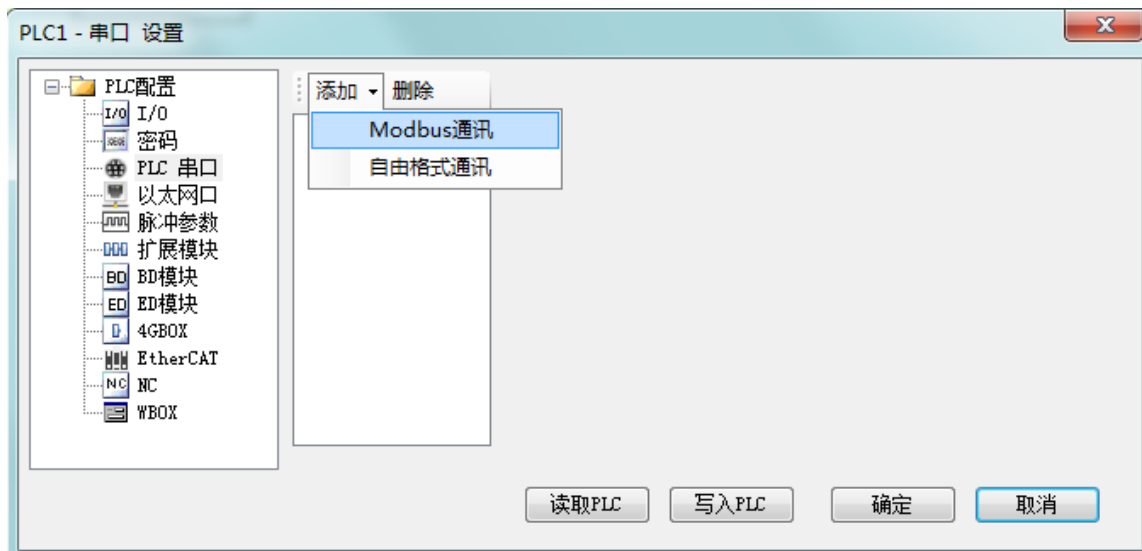 PLC1 - 串口 设置
PLC配置
I/O I/O
密码
PLC 串口
以太网口
脉冲参数
扩展模块
BD BD模块
ED ED模块
4GBOX
EtherCAT
NC NC
WBOX
添加 删除
Modbus通讯
自由格式通讯
读取PLC 写入PLC 确定 取消